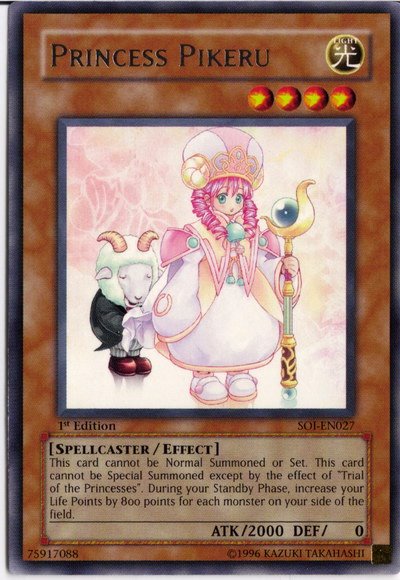 PRINCESS PIKERU
LIGHT
光
1st Edition
SOI-EN027
[SPELLCASTER / EFFECT]
This card cannot be Normal Summoned or Set. This card
cannot be Special Summoned except by the effect of "Trial
of the Princesses". During your Standby Phase, increase your
Life Points by 800 points for each monster on your side of the
field.
ATK/2000 DEF/ 0
75917088
©1996 KAZUKI TAKAHASHI